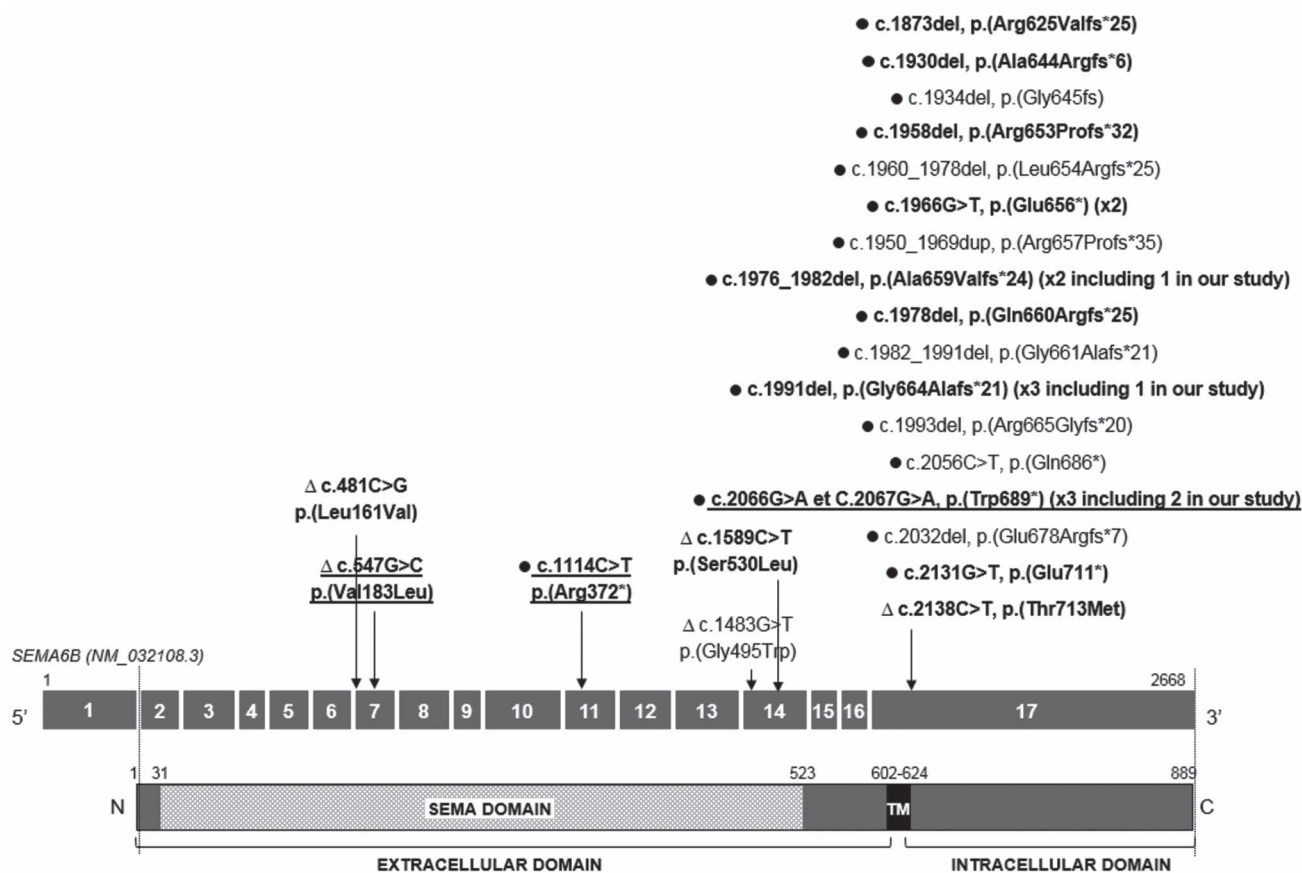 ● c.1873del, p.(Arg625Valfs*25)
● c.1930del, p.(Ala644Argfs*6)
● c.1934del, p.(Gly645fs)
● c.1958del, p.(Arg653Profs*32)
● c.1960_1978del, p.(Leu654Argfs*25)
● c.1966G>T, p.(Glu656*) (x2)
● c.1950_1969dup, p.(Arg657Profs*35)
● c.1976_1982del, p.(Ala659Valfs*24) (x2 including 1 in our study)
● c.1978del, p.(Gln660Argfs*25)
● c.1982_1991del, p.(Gly661Alafs*21)
● c.1991del, p.(Gly664Alafs*21) (x3 including 1 in our study)
● c.1993del, p.(Arg665Glyfs*20)
● c.2056C>T, p.(Gln686*)
● c.2066G>A et C.2067G>A, p.(Trp689*) (x3 including 2 in our study)
● c.2032del, p.(Glu678Argfs*7)
● c.2131G>T, p.(Glu711*)
Δ c.2138C>T, p.(Thr713Met)
Δ c.481C>G
p.(Leu161Val)
Δ c.547G>C
p.(Val183Leu)
● c.1114C>T
p.(Arg372*)
Δ c.1589C>T
p.(Ser530Leu)
Δ c.1483G>T
p.(Gly495Trp)
SEMA6B (NM_032108.3)
1 2668
5' 1 2 3 4 5 6 7 8 9 10 11 12 13 14 15 16 17 3'
1 31 523 602-624 889
N SEMA DOMAIN TM C
EXTRACELLULAR DOMAIN INTRACELLULAR DOMAIN